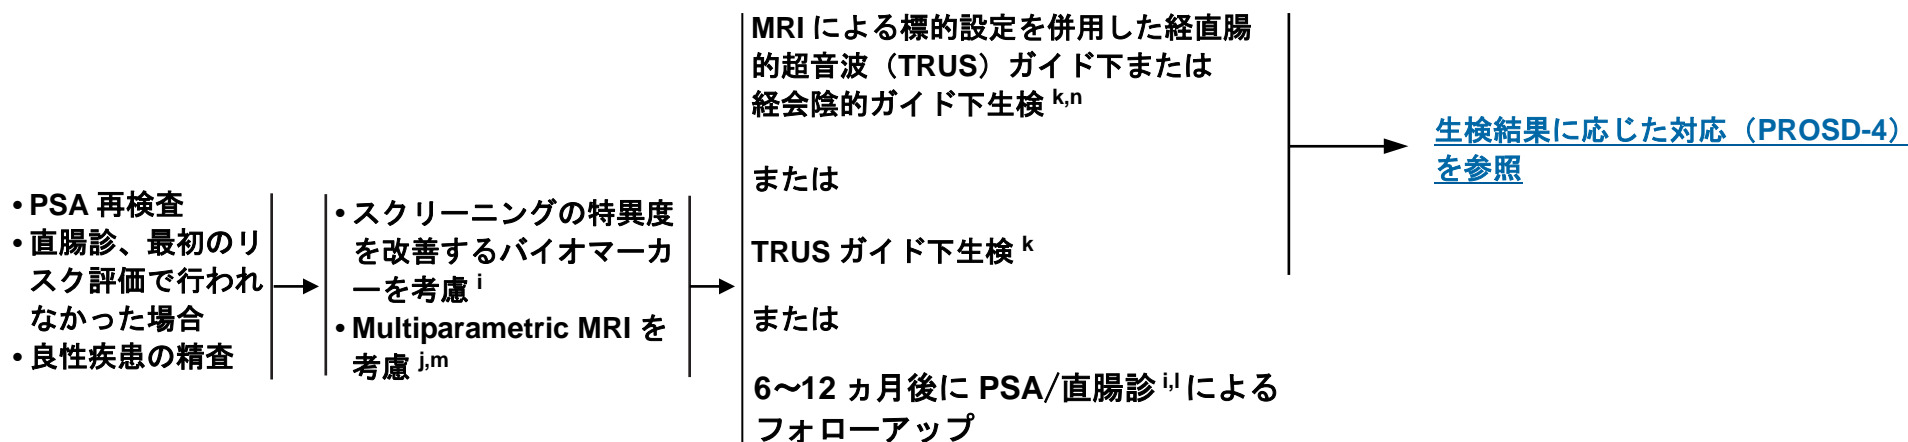 • PSA 再検査
• 直腸診、最初のリ
スク評価で行われ
なかった場合
• 良性疾患の精査
• スクリーニングの特異度
を改善するバイオマーカ
ーを考慮 i
• Multiparametric MRI を
考慮 j,m
MRI による標的設定を併用した経直腸
的超音波（TRUS）ガイド下または
経会陰的ガイド下生検 k,n
または
TRUS ガイド下生検 k
または
6～12 ヵ月後に PSA/直腸診 i,l による
フォローアップ
生検結果に応じた対応（PROSD-4）
を参照